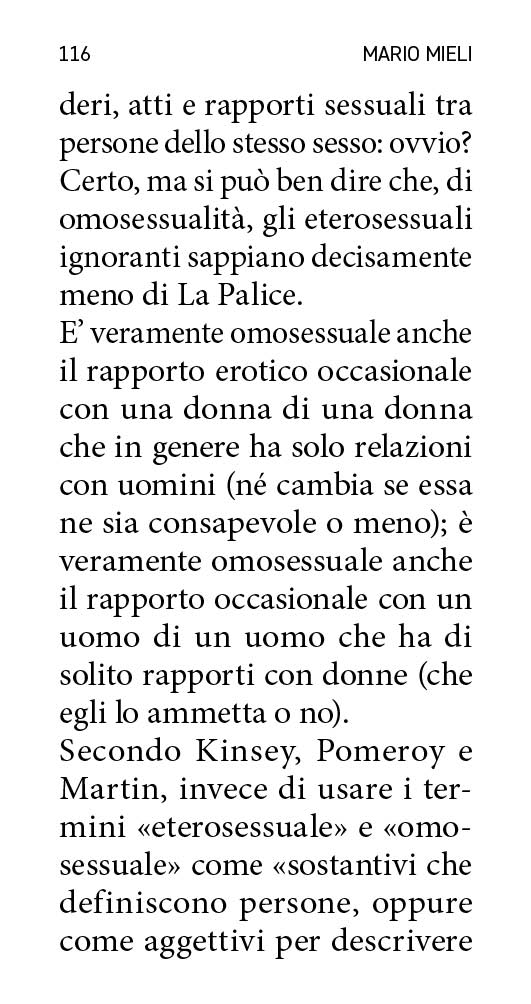 116 MARIO MIELI
deri, atti e rapporti sessuali tra
persone dello stesso sesso: ovvio?
Certo, ma si può ben dire che, di
omosessualità, gli eterosessuali
ignoranti sappiano decisamente
meno di La Palice.
E’ veramente omosessuale anche
il rapporto erotico occasionale
con una donna di una donna
che in genere ha solo relazioni
con uomini (né cambia se essa
ne sia consapevole o meno); è
veramente omosessuale anche
il rapporto occasionale con un
uomo di un uomo che ha di
solito rapporti con donne (che
egli lo ammetta o no).
Secondo Kinsey, Pomeroy e
Martin, invece di usare i ter-
mini «eterosessuale» e «omo-
sessuale» come «sostantivi che
definiscono persone, oppure
come aggettivi per descrivere